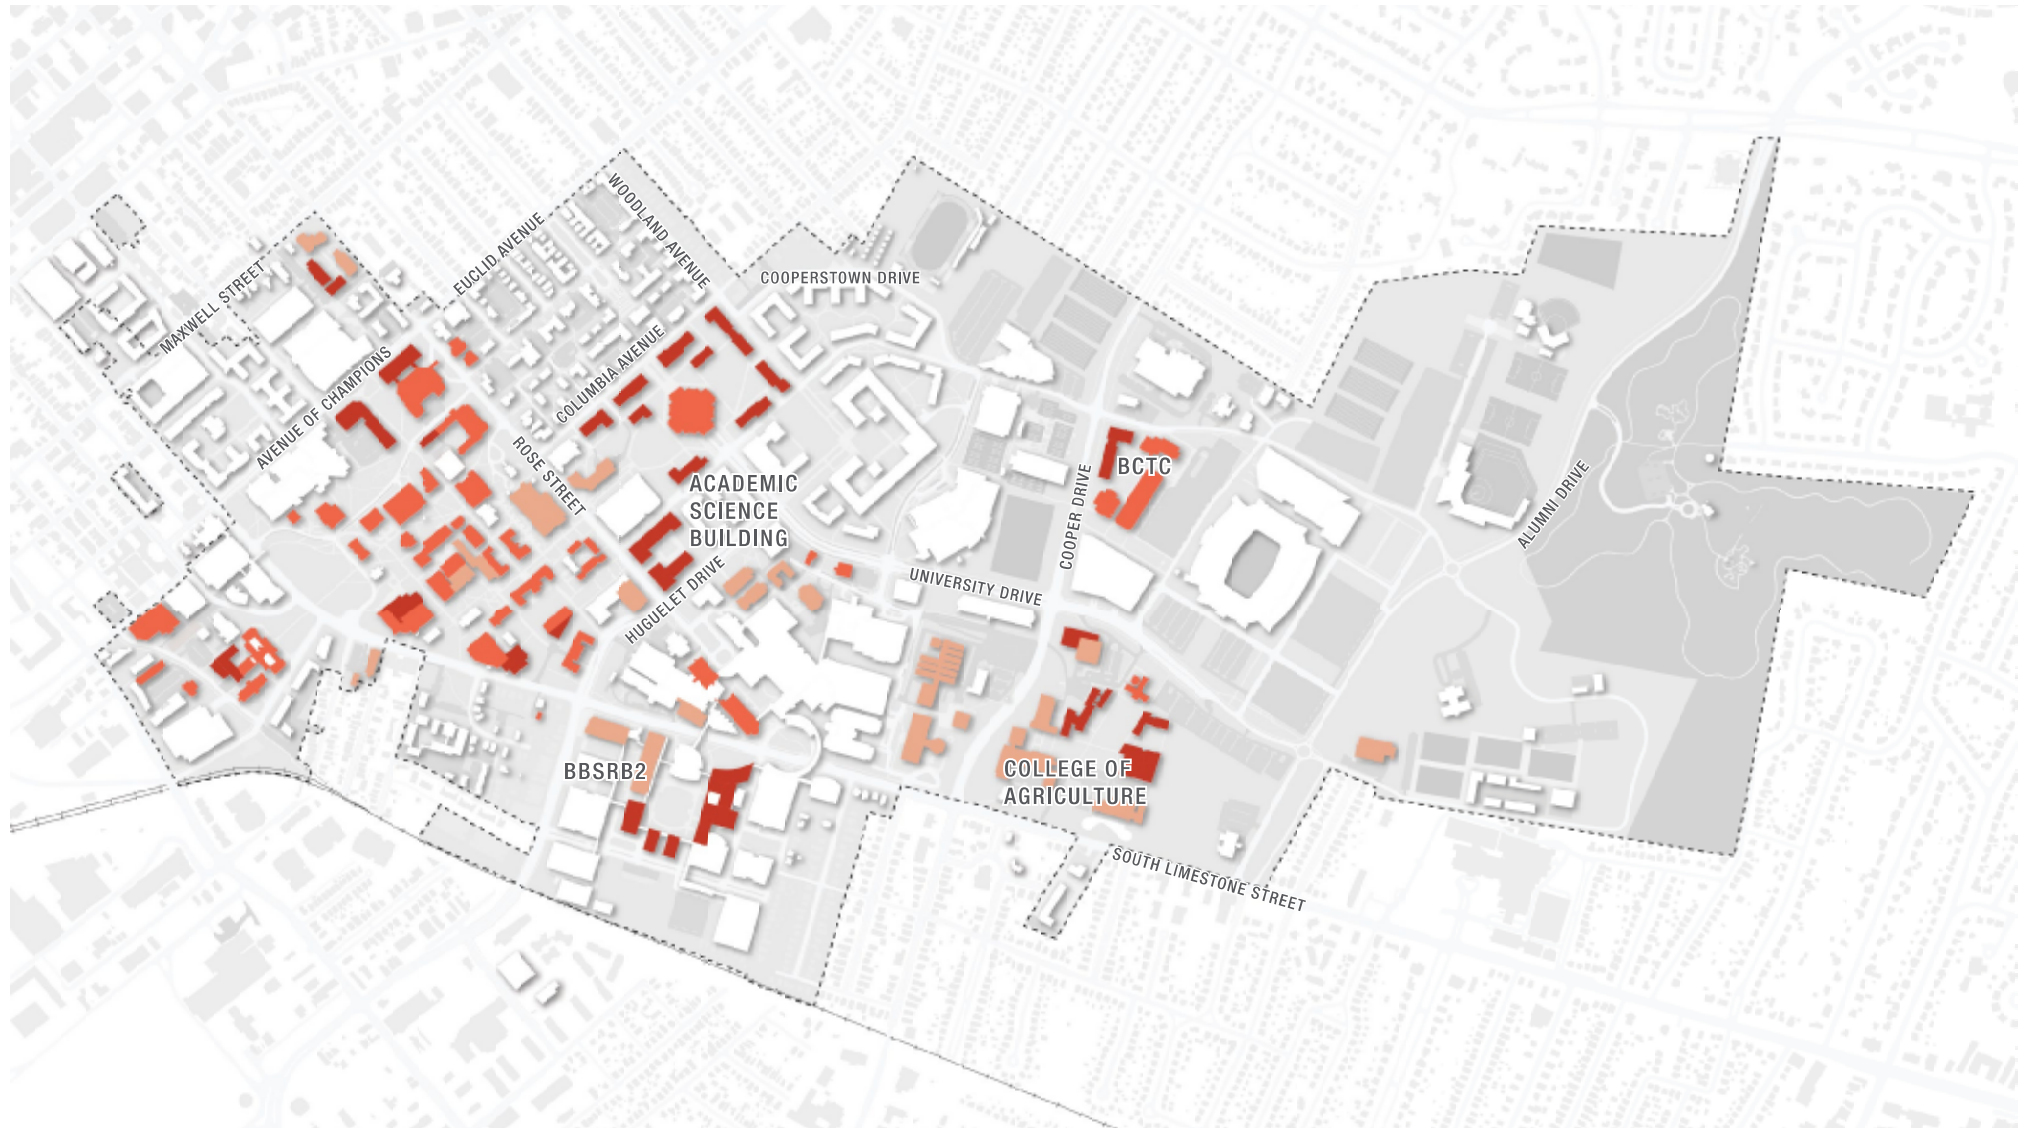 WOODLAND AVENUE
EUCLID AVENUE
MAXWELL STREET
COOPERSTOWN DRIVE
COLUMBIA AVENUE
AVENUE OF CHAMPIONS
ROSE STREET
ACADEMIC
SCIENCE
BUILDING
BCTC
COOPER DRIVE
ALUMNI DRIVE
UNIVERSITY DRIVE
HUGUELET DRIVE
BBSRB2
COLLEGE OF
AGRICULTURE
SOUTH LIMESTONE STREET